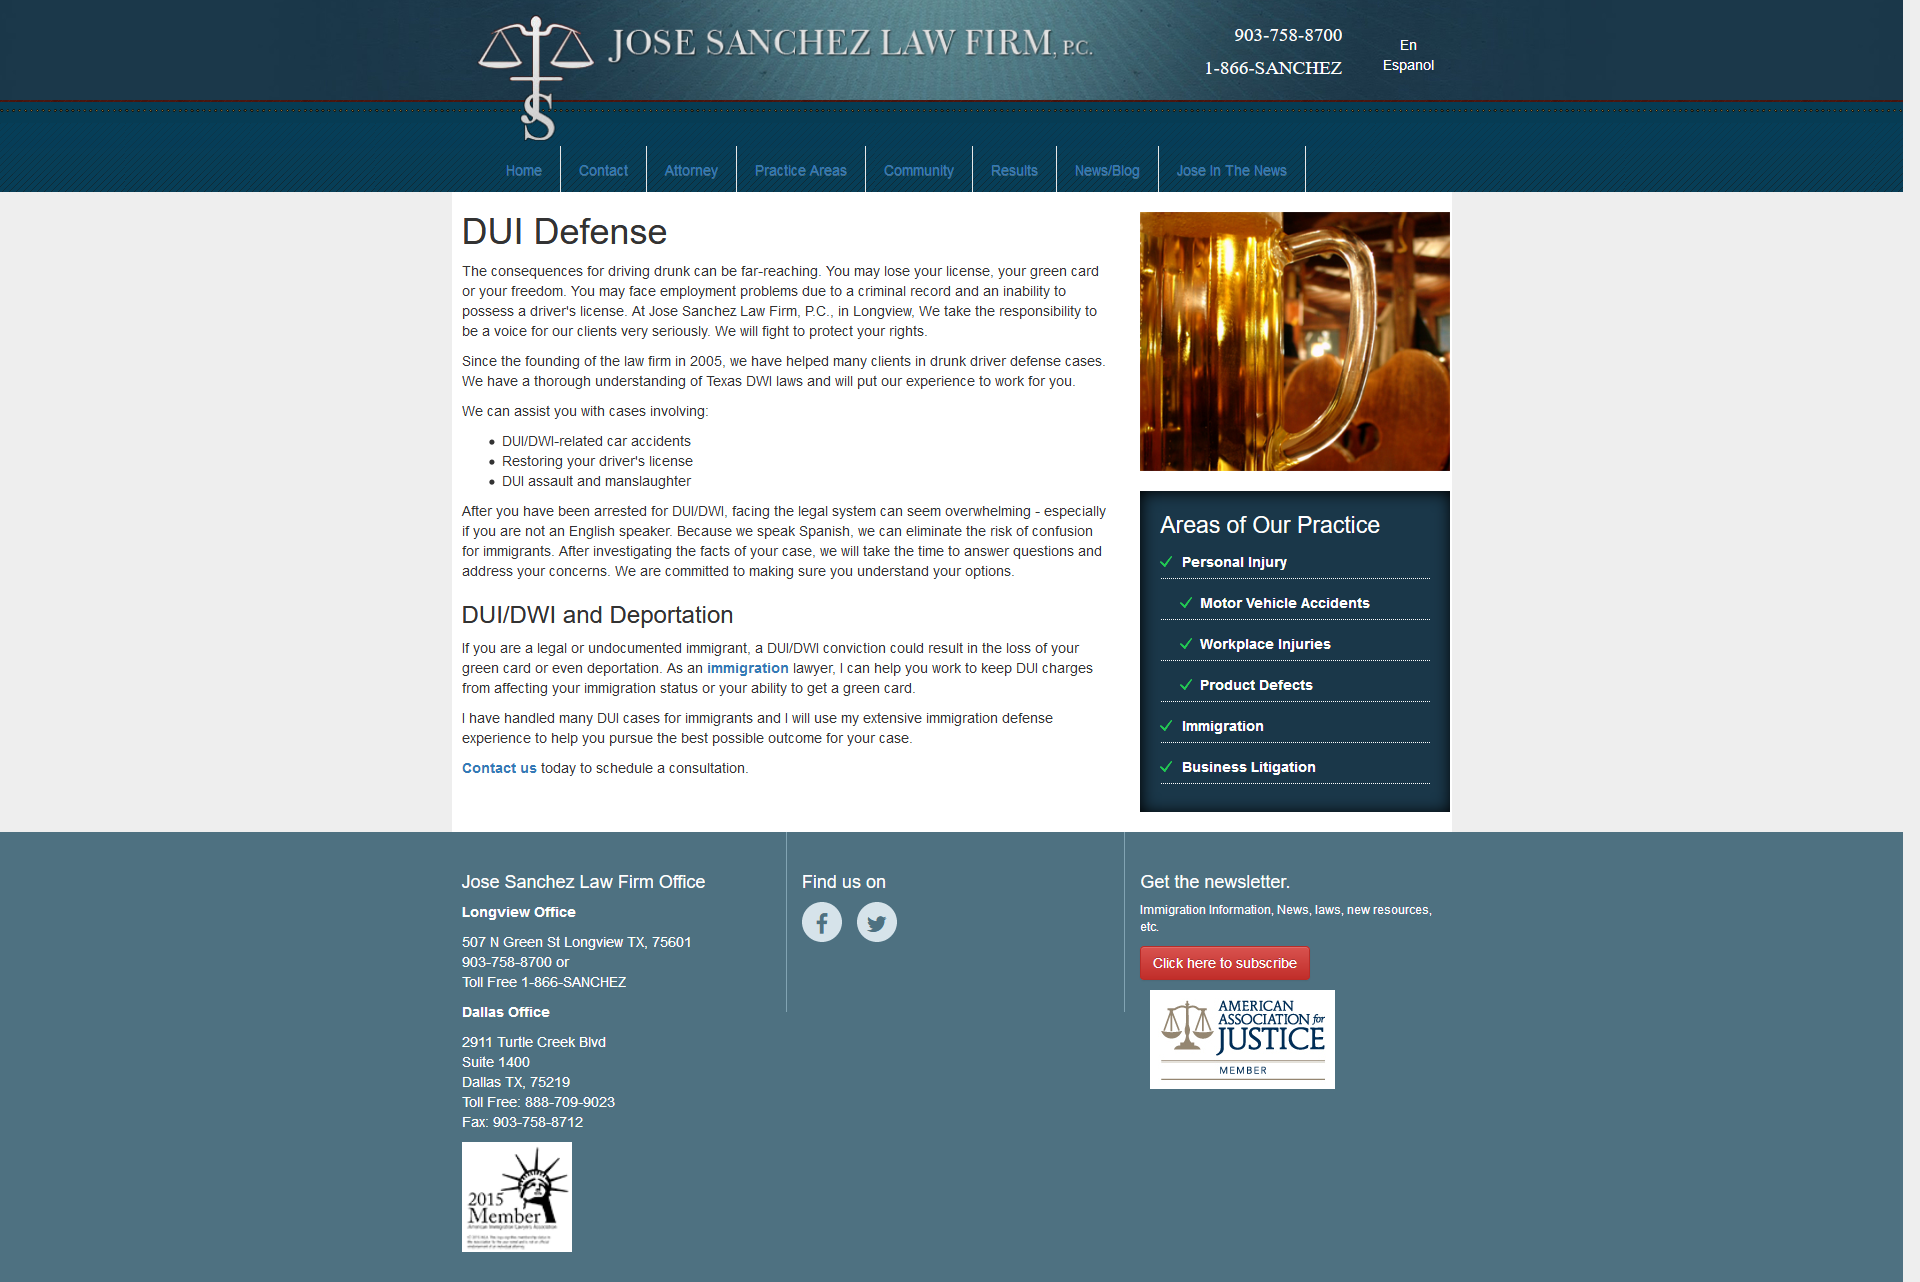 JOSE SANCHEZ LAW FIRM, P.C.
903-758-8700
1-866-SANCHEZ
En
Espanol
JS
Home
Contact
Attorney
Practice Areas
Community
Results
News/Blog
Jose In The News
DUI Defense
The consequences for driving drunk can be far-reaching. You may lose your license, your green card
or your freedom. You may face employment problems due to a criminal record and an inability to
possess a driver's license. At Jose Sanchez Law Firm, P.C., in Longview, We take the responsibility to
be a voice for our clients very seriously. We will fight to protect your rights.
Since the founding of the law firm in 2005, we have helped many clients in drunk driver defense cases.
We have a thorough understanding of Texas DWI laws and will put our experience to work for you.
We can assist you with cases involving:
DUI/DWI-related car accidents
Restoring your driver's license
DUI assault and manslaughter
After you have been arrested for DUI/DWI, facing the legal system can seem overwhelming - especially
if you are not an English speaker. Because we speak Spanish, we can eliminate the risk of confusion
for immigrants. After investigating the facts of your case, we will take the time to answer questions and
address your concerns. We are committed to making sure you understand your options.
DUI/DWI and Deportation
If you are a legal or undocumented immigrant, a DUI/DWI conviction could result in the loss of your
green card or even deportation. As an immigration lawyer, I can help you work to keep DUI charges
from affecting your immigration status or your ability to get a green card.
I have handled many DUI cases for immigrants and I will use my extensive immigration defense
experience to help you pursue the best possible outcome for your case.
Contact us today to schedule a consultation.
Areas of Our Practice
Personal Injury
Motor Vehicle Accidents
Workplace Injuries
Product Defects
Immigration
Business Litigation
Jose Sanchez Law Firm Office
Longview Office
507 N Green St Longview TX, 75601
903-758-8700 or
Toll Free 1-866-SANCHEZ
Dallas Office
2911 Turtle Creek Blvd
Suite 1400
Dallas TX, 75219
Toll Free: 888-709-9023
Fax: 903-758-8712
2015
Member
American Immigration Lawyers Association
Find us on
Get the newsletter.
Immigration Information, News, laws, new resources,
etc.
Click here to subscribe
AMERICAN
ASSOCIATION for
JUSTICE
MEMBER